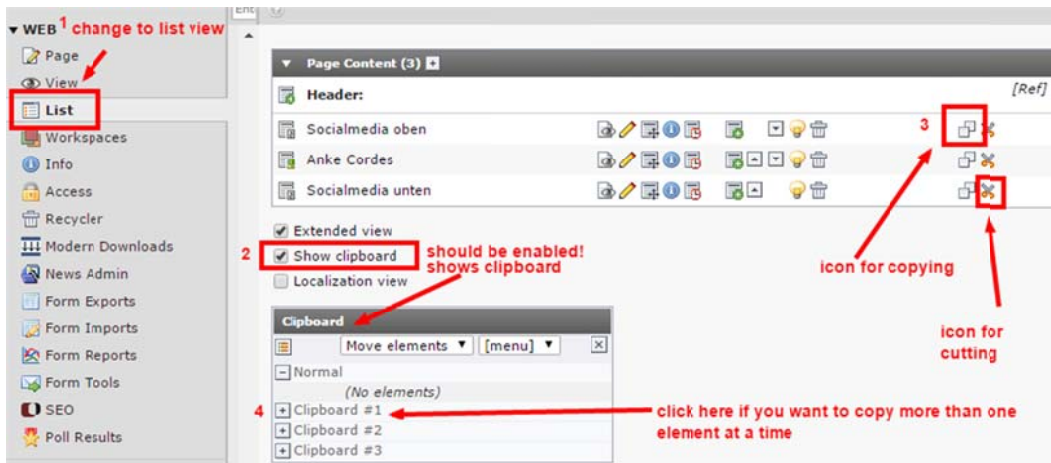 Ent
WEB 1 change to list view
Page
View
List
Workspaces
Info
Access
Recycler
Modern Downloads
News Admin
Form Exports
Form Imports
Form Reports
Form Tools
SEO
Poll Results
Page Content (3)
Header: [Ref]
Socialmedia oben 3
Anke Cordes
Socialmedia unten
Extended view
2 Show clipboard
Localization view
should be enabled!
shows clipboard
icon for copying
icon for
cutting
Clipboard
Move elements [menu]
Normal
(No elements)
4 Clipboard #1
Clipboard #2
Clipboard #3
click here if you want to copy more than one
element at a time